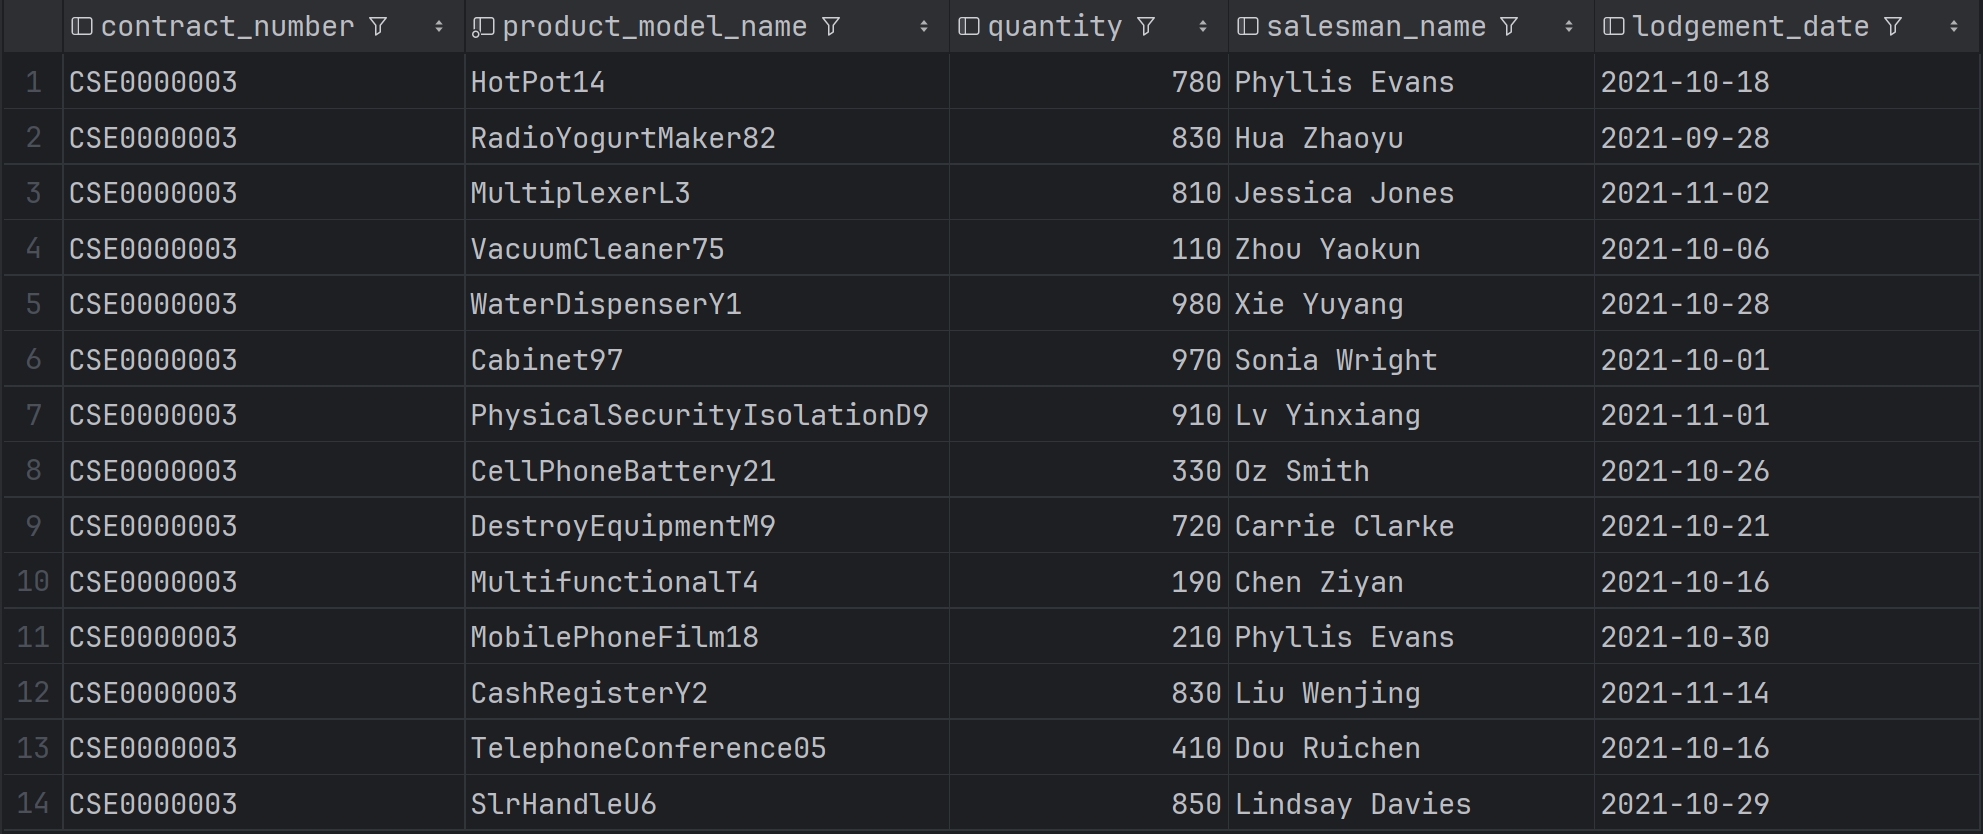 contract_number product_model_name quantity salesman_name lodgement_date
1 CSE0000003 HotPot14 780 Phyllis Evans 2021-10-18
2 CSE0000003 RadioYogurtMaker82 830 Hua Zhaoyu 2021-09-28
3 CSE0000003 MultiplexerL3 810 Jessica Jones 2021-11-02
4 CSE0000003 VacuumCleaner75 110 Zhou Yaokun 2021-10-06
5 CSE0000003 WaterDispenserY1 980 Xie Yuyang 2021-10-28
6 CSE0000003 Cabinet97 970 Sonia Wright 2021-10-01
7 CSE0000003 PhysicalSecurityIsolationD9 910 Lv Yinxiang 2021-11-01
8 CSE0000003 CellPhoneBattery21 330 Oz Smith 2021-10-26
9 CSE0000003 DestroyEquipmentM9 720 Carrie Clarke 2021-10-21
10 CSE0000003 MultifunctionalT4 190 Chen Ziyan 2021-10-16
11 CSE0000003 MobilePhoneFilm18 210 Phyllis Evans 2021-10-30
12 CSE0000003 CashRegisterY2 830 Liu Wenjing 2021-11-14
13 CSE0000003 TelephoneConference05 410 Dou Ruichen 2021-10-16
14 CSE0000003 SlrHandleU6 850 Lindsay Davies 2021-10-29